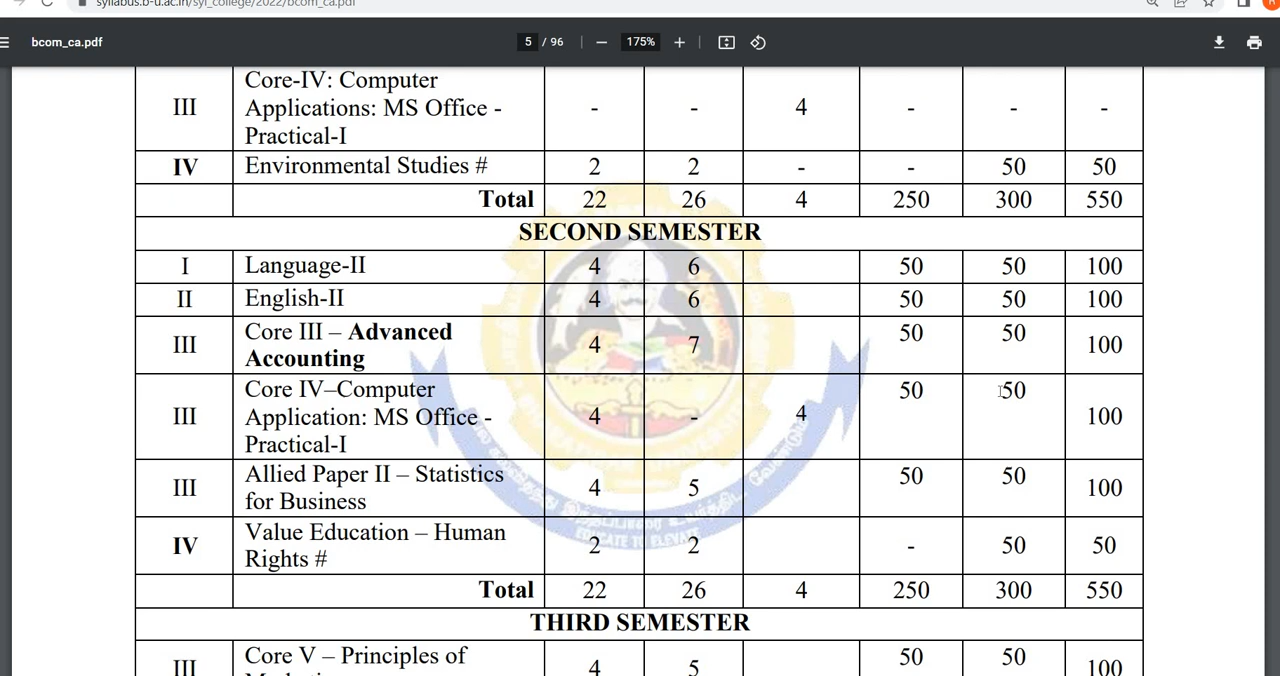 syllabus.b-u.ac.in/syl_college/2022/bcom_ca.pdf
bcom_ca.pdf 5 / 96 175%
Core-IV: Computer
III Applications: MS Office - - - 4 - - -
Practical-I
IV Environmental Studies # 2 2 - - 50 50
Total 22 26 4 250 300 550
SECOND SEMESTER
I Language-II 4 6 50 50 100
II English-II 4 6 50 50 100
Core III – Advanced 50 50
III Accounting 4 7 100
Core IV–Computer 50 50
III Application: MS Office - 4 - 4 100
Practical-I
Allied Paper II – Statistics 50 50
III for Business 4 5 100
IV Value Education – Human 2 2 - 50 50
Rights #
Total 22 26 4 250 300 550
THIRD SEMESTER
Core V – Principles of 50 50
III 4 5 100
EDUCATE TO ELEVATE